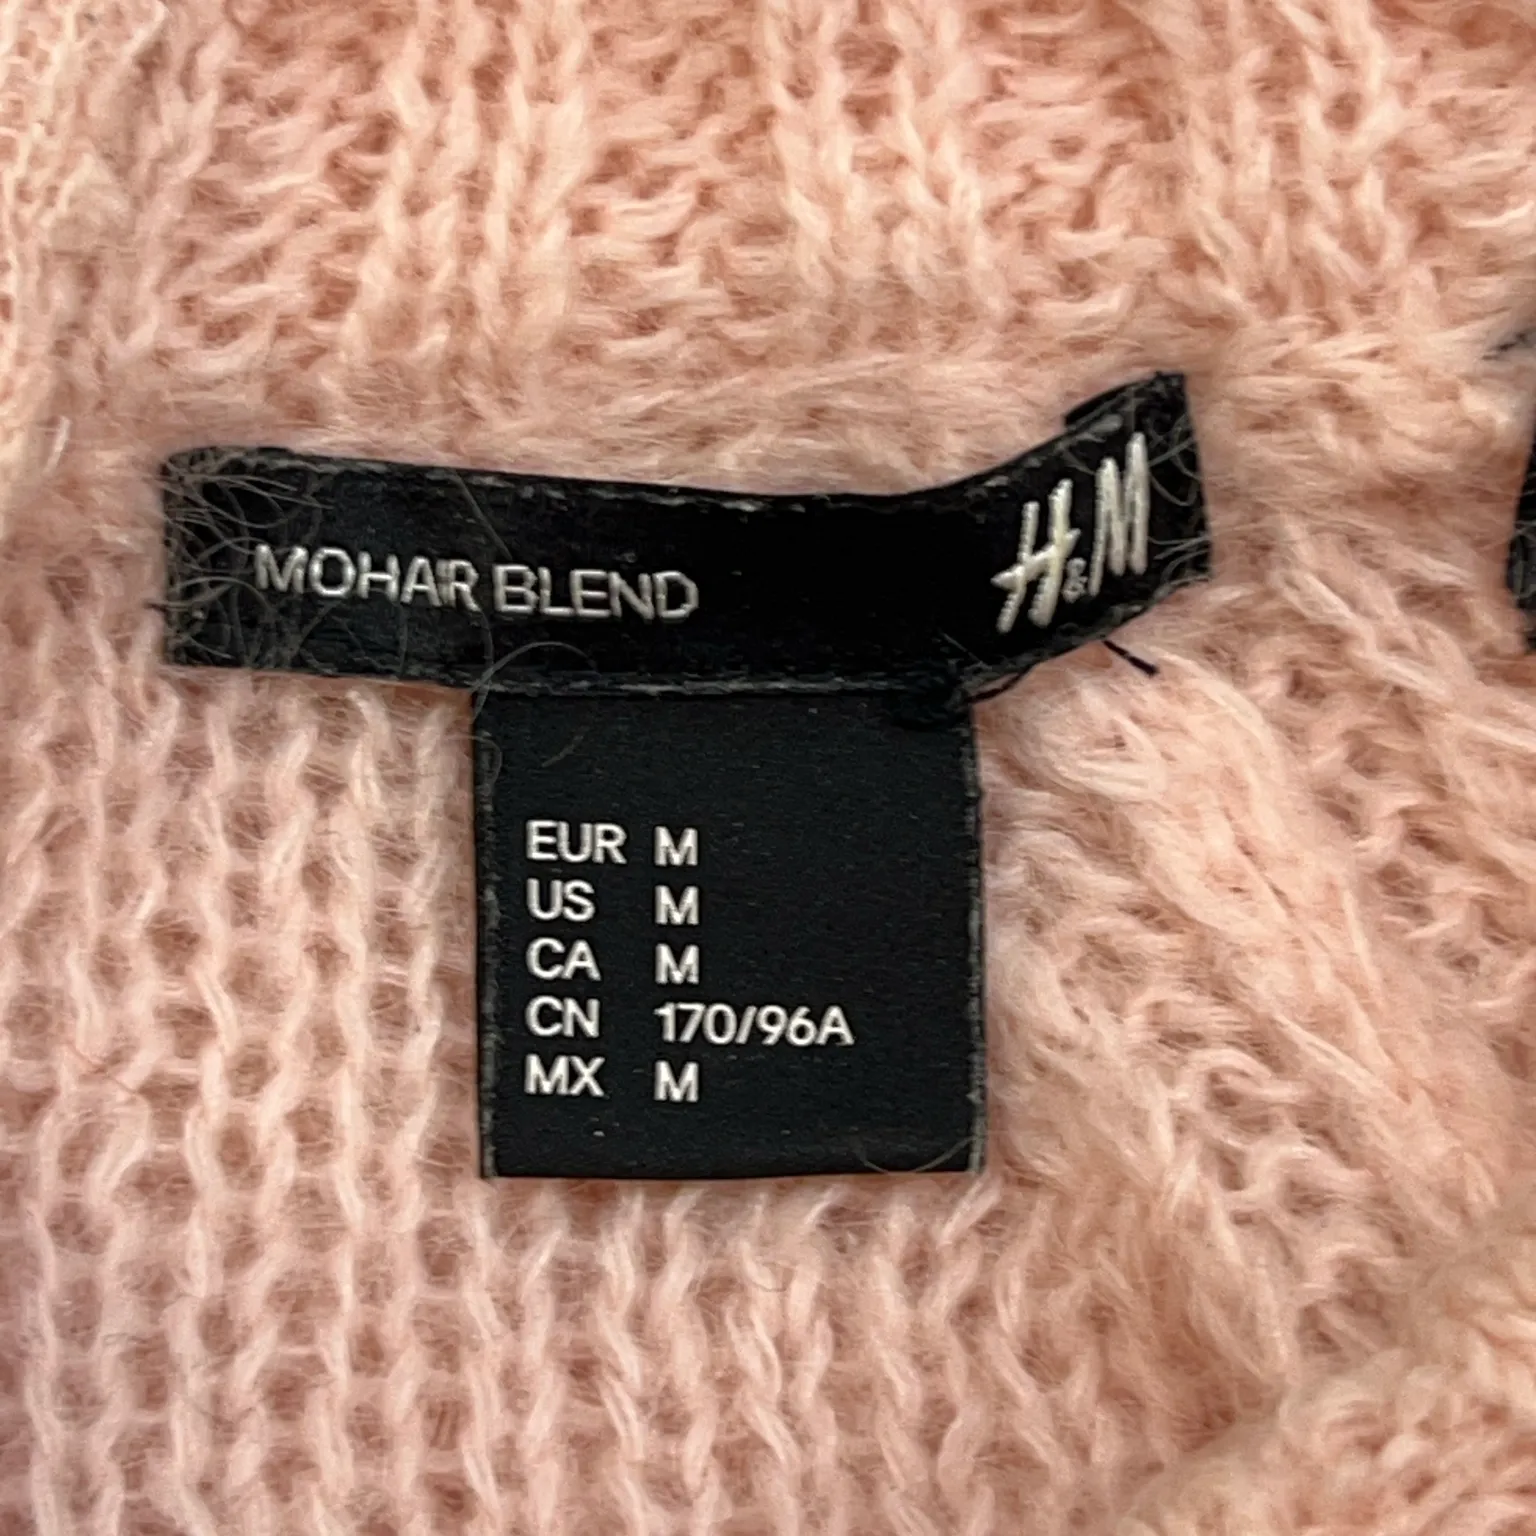 MOHAIR BLEND H&M
EUR M
US M
CA M
CN 170/96A
MX M